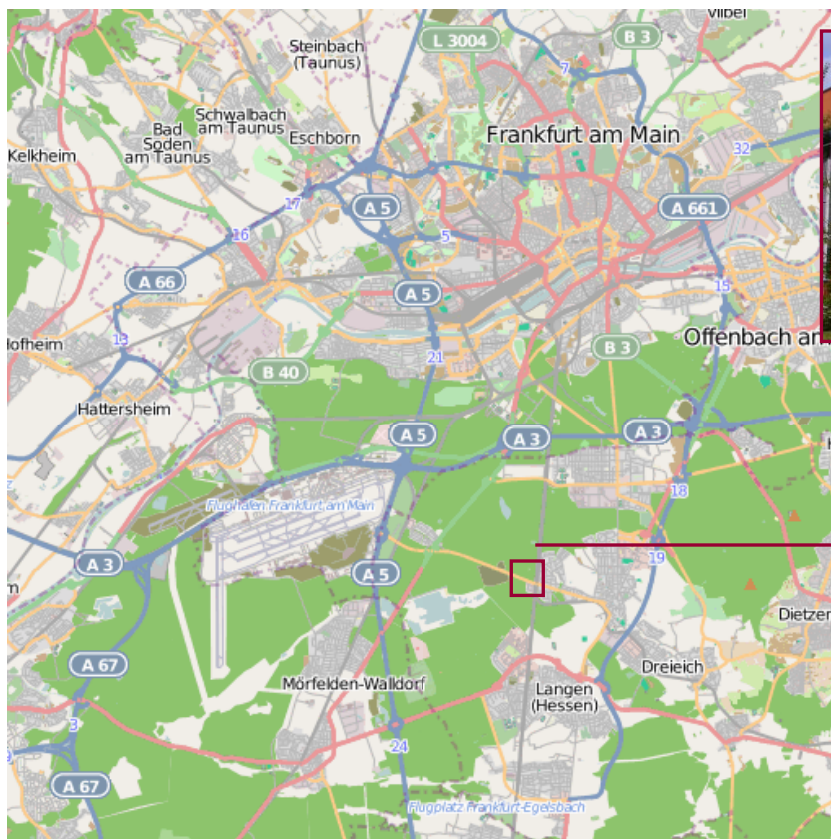 Vilbel
Steinbach
(Taunus)
L 3004
B 3
7
Schwalbach
am Taunus
Bad
Soden
am Taunus
Eschborn
Frankfurt am Main
32
Kelkheim
17
A 5
A 661
16
5
A 66
A 5
15
13
Hofheim
21
B 3
Offenbach am
B 40
Hattersheim
A 5
A 3
A 3
18
Flughafen Frankfurt am Main
A 3
19
A 5
m
Dietzen
A 67
Dreieich
Mörfelden-Walldorf
Langen
(Hessen)
3
24
9
A 67
Flugplatz Frankfurt-Egelsbach